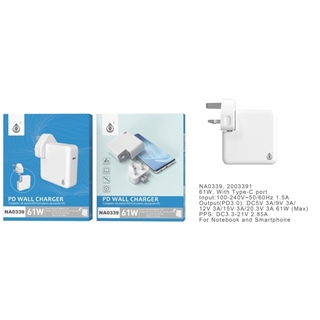 PD WALL CHARGER
NA0339 61W
PD WALL CHARGER
NA0339 61W
NA0339, 2003391
61W, With Type-C port
Input:100-240V~50/60Hz 1.5A
Output(PD3.0): DC5V 3A/9V 3A/
12V 3A/15V 3A/20.3V 3A 61W (Max)
PPS: DC3.3-21V 2.85A
For Notebook and Smartphone